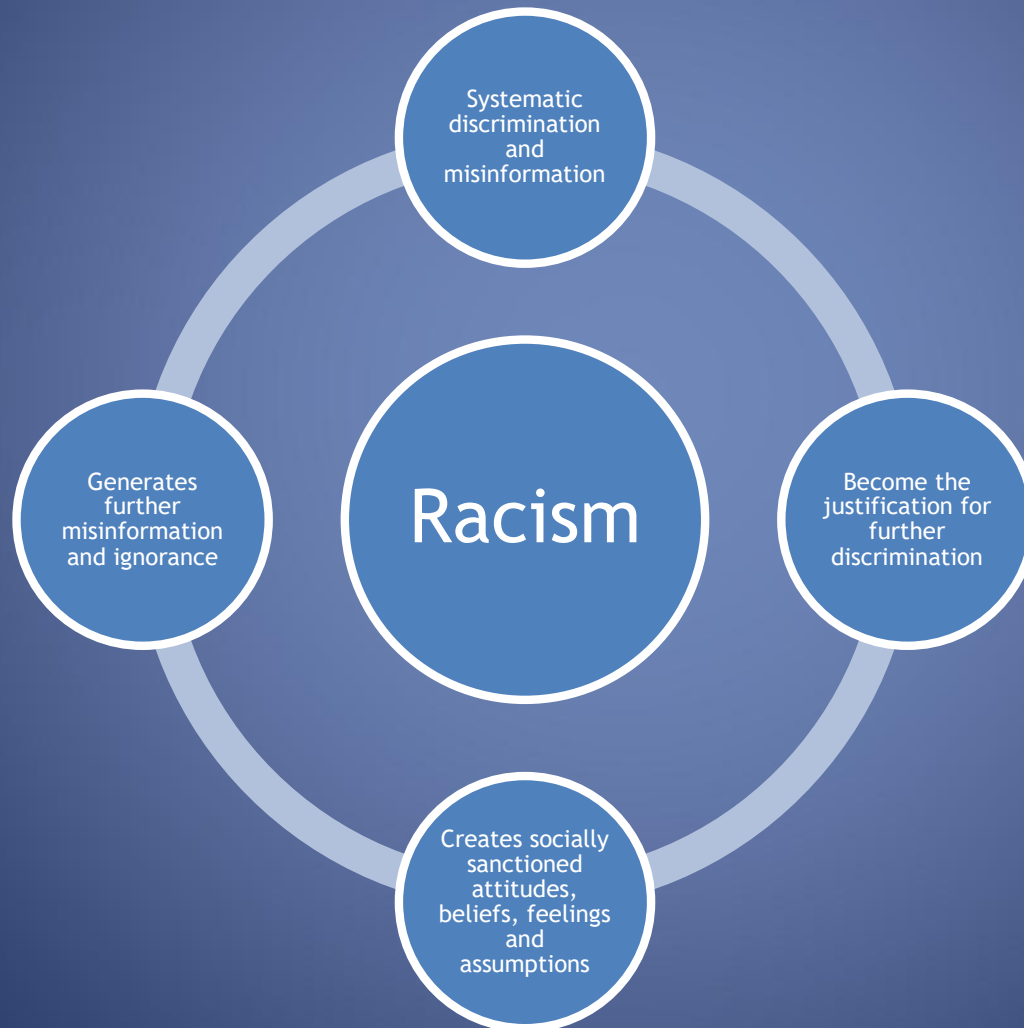 Systematic
discrimination
and
misinformation
Become the
justification for
further
discrimination
Creates socially
sanctioned
attitudes,
beliefs, feelings
and
assumptions
Generates
further
misinformation
and ignorance
Racism